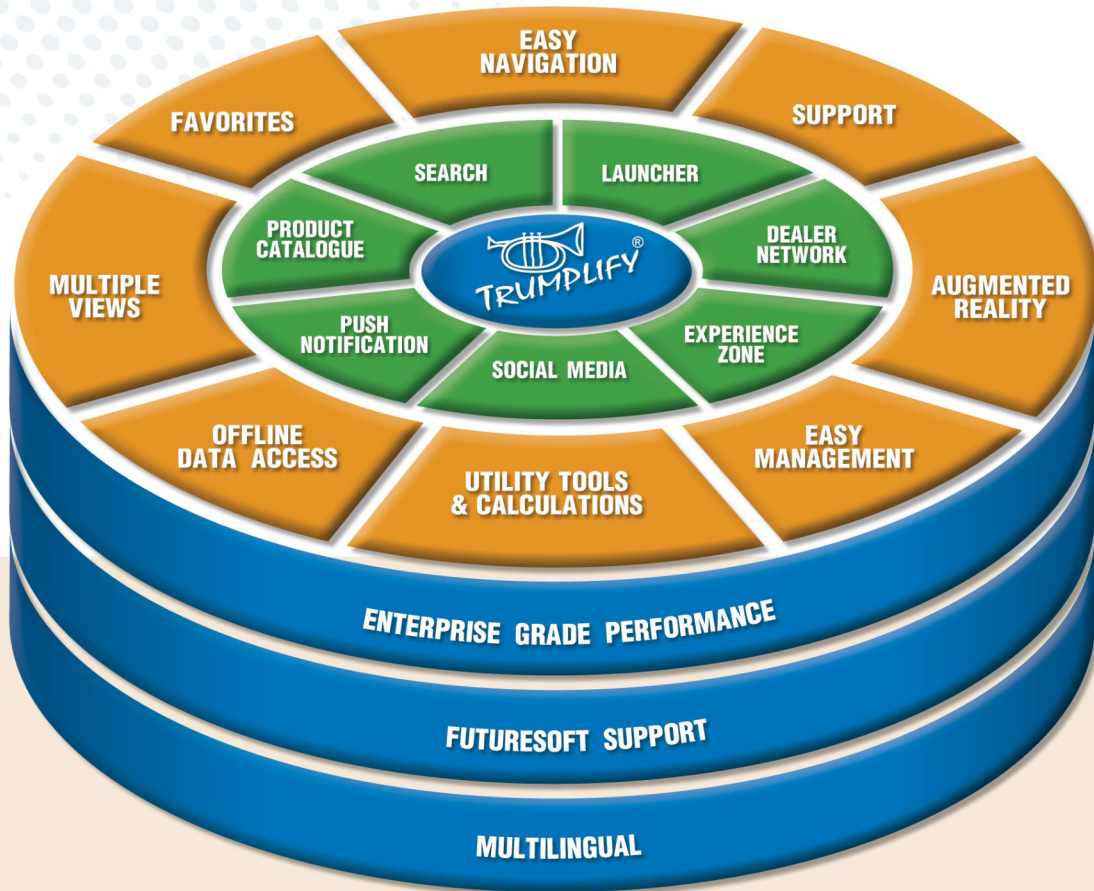 EASY
NAVIGATION
FAVORITES
SUPPORT
SEARCH
LAUNCHER
PRODUCT
CATALOGUE
DEALER
NETWORK
TRUMPLIFY®
MULTIPLE
VIEWS
AUGMENTED
REALITY
PUSH
NOTIFICATION
EXPERIENCE
ZONE
SOCIAL MEDIA
OFFLINE
DATA ACCESS
EASY
MANAGEMENT
UTILITY TOOLS
& CALCULATIONS
ENTERPRISE GRADE PERFORMANCE
FUTURESOFT SUPPORT
MULTILINGUAL